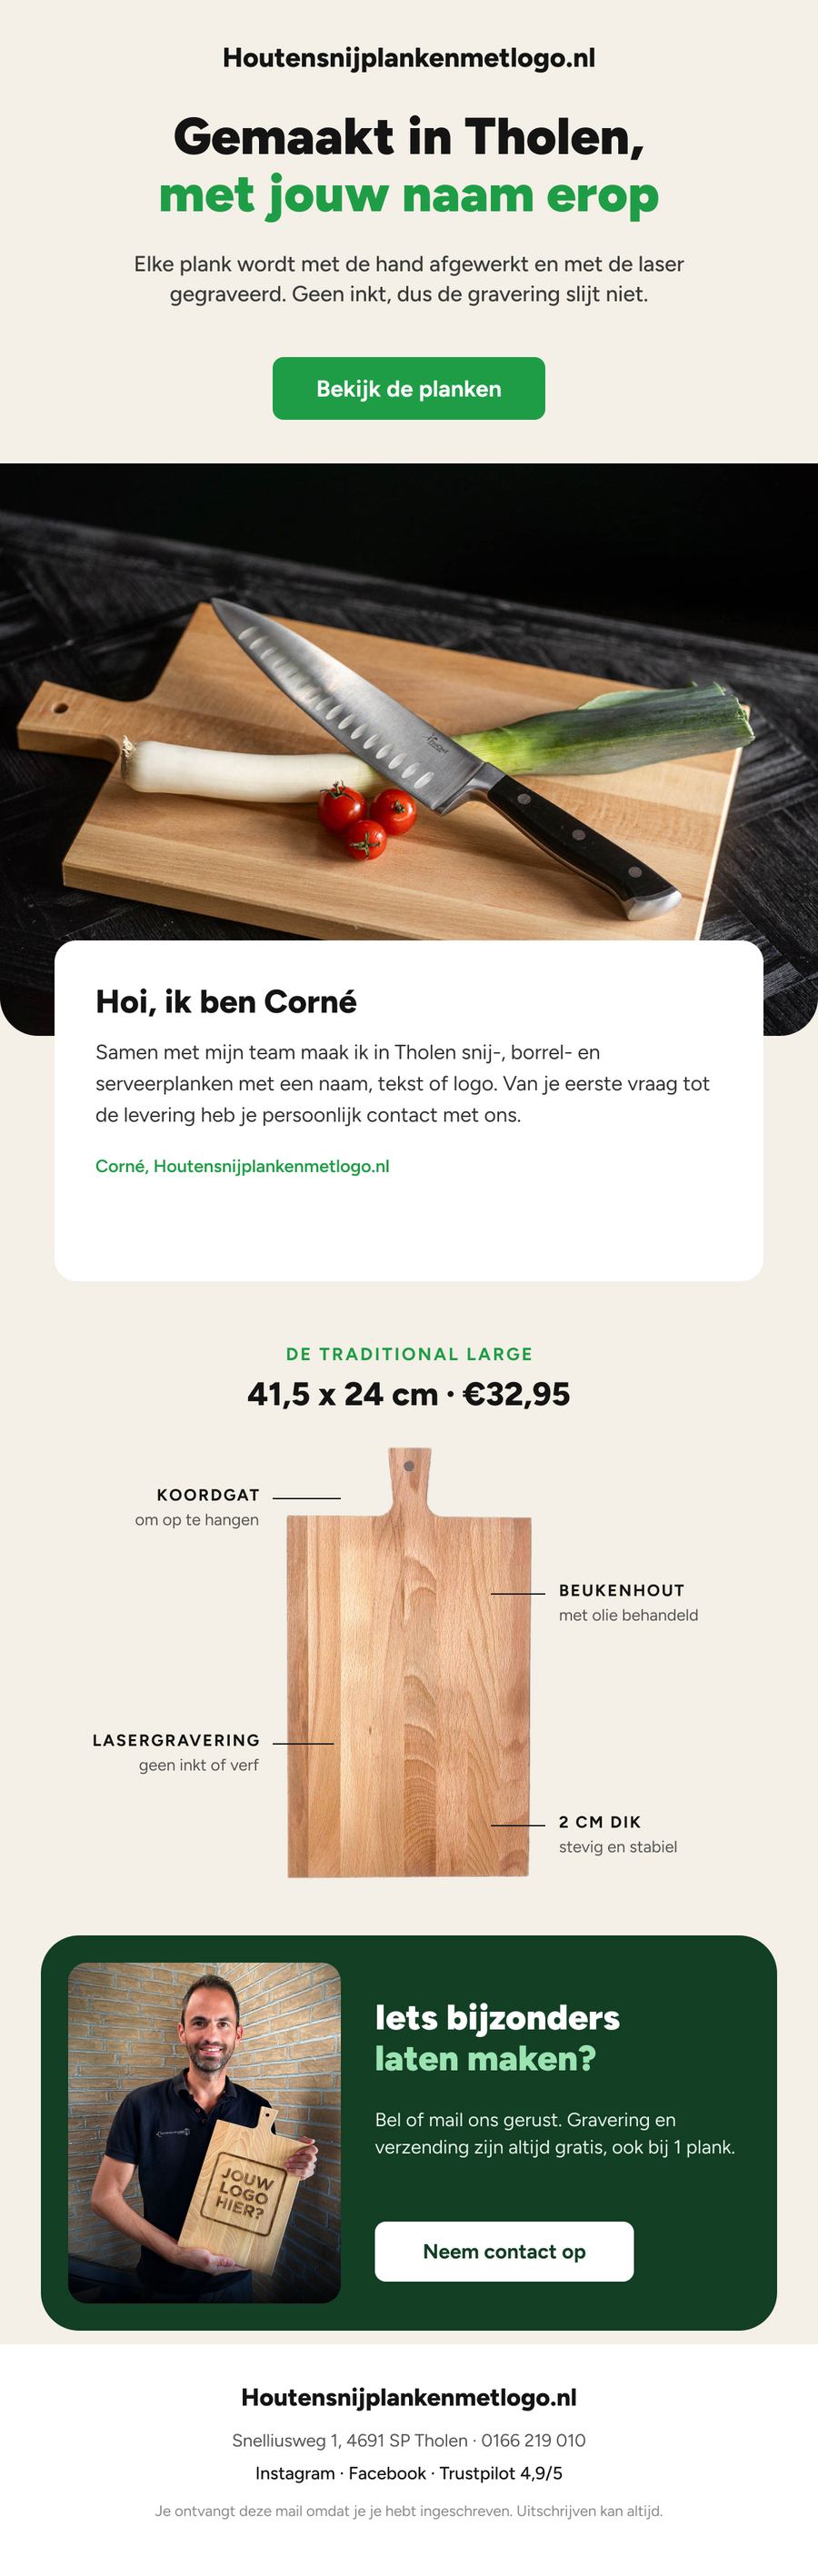 Houtensnijplankenmetlogo.nl
Gemaakt in Tholen,
met jouw naam erop
Elke plank wordt met de hand afgewerkt en met de laser
gegraveerd. Geen inkt, dus de gravering slijt niet.
Bekijk de planken
Hoi, ik ben Corné
Samen met mijn team maak ik in Tholen snij-, borrel- en
serveerplanken met een naam, tekst of logo. Van je eerste vraag tot
de levering heb je persoonlijk contact met ons.
Corné, Houtensnijplankenmetlogo.nl
DE TRADITIONAL LARGE
41,5 x 24 cm · €32,95
KOORDGAT
om op te hangen
BEUKENHOUT
met olie behandeld
LASERGRAVERING
geen inkt of verf
2 CM DIK
stevig en stabiel
Iets bijzonders
laten maken?
Bel of mail ons gerust. Gravering en
verzending zijn altijd gratis, ook bij 1 plank.
JOUW
LOGO
HIER?
Neem contact op
Houtensnijplankenmetlogo.nl
Snelliusweg 1, 4691 SP Tholen · 0166 219 010
Instagram · Facebook · Trustpilot 4,9/5
Je ontvangt deze mail omdat je je hebt ingeschreven. Uitschrijven kan altijd.